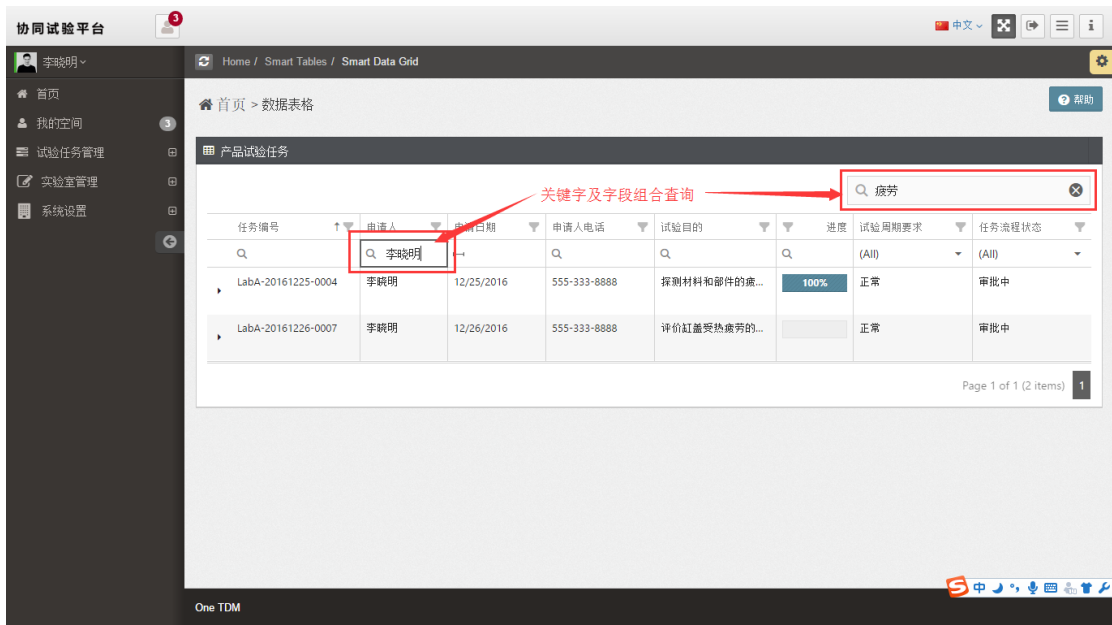 协同试验平台
3
中文
李晓明
Home / Smart Tables / Smart Data Grid
首页
首页 > 数据表格
帮助
我的空间 3
试验任务管理
产品试验任务
实验室管理
系统设置
关键字及字段组合查询
疲劳
任务编号 申请人 申请日期 申请人电话 试验目的 进度 试验周期要求 任务流程状态
李晓明 (All) (All)
LabA-20161225-0004 李晓明 12/25/2016 555-333-8888 探测材料和部件的疲... 100% 正常 审批中
LabA-20161226-0007 李晓明 12/26/2016 555-333-8888 评价缸盖受热疲劳的... 正常 审批中
Page 1 of 1 (2 items) 1
中
One TDM